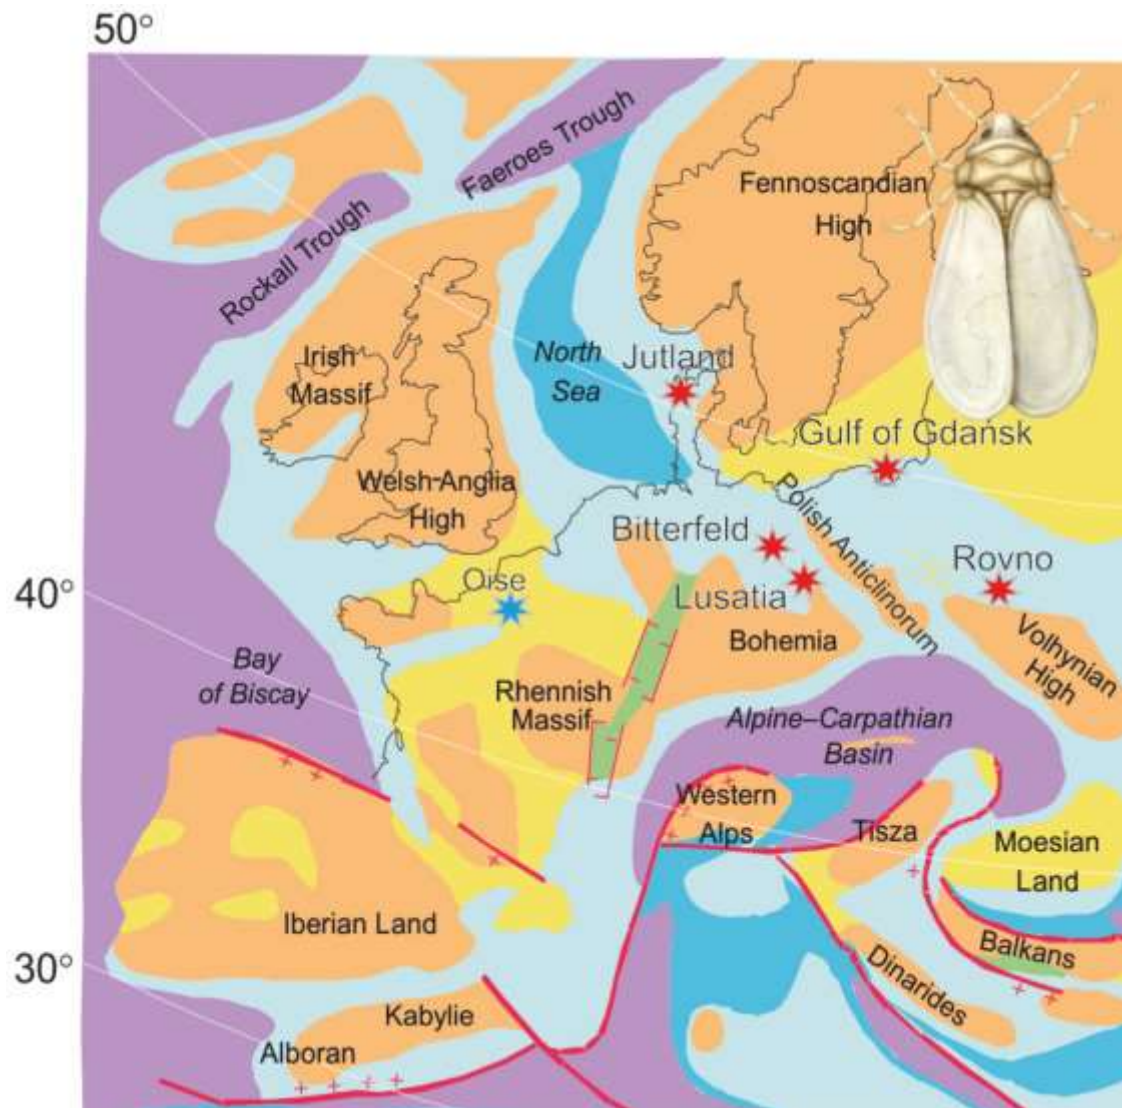 50°
Faeroes Trough
Rockall Trough
Fennoscandian
High
Irish
Massif
North
Sea
Jutland
Gulf of Gdańsk
Welsh-Anglia
High
Polish Anticlinorum
Bitterfeld
Rovno
Oise
40°
Lusatia
Bohemia
Volhynian
High
Bay
of Biscay
Rhennish
Massif
Alpine–Carpathian
Basin
Western
Alps
Tisza
Moesian
Land
Iberian Land
Balkans
Dinarides
30°
Kabylie
Alboran